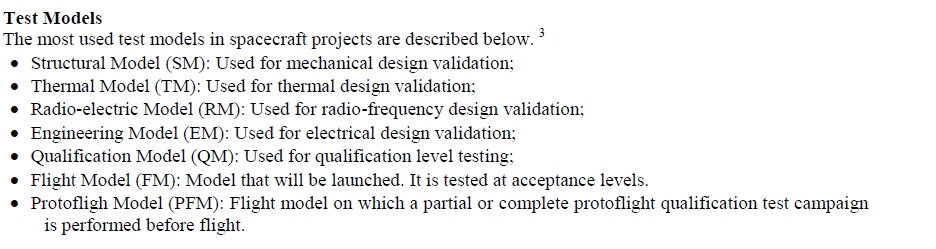 Test Models
The most used test models in spacecraft projects are described below. 3
• Structural Model (SM): Used for mechanical design validation;
• Thermal Model (TM): Used for thermal design validation;
• Radio-electric Model (RM): Used for radio-frequency design validation;
• Engineering Model (EM): Used for electrical design validation;
• Qualification Model (QM): Used for qualification level testing;
• Flight Model (FM): Model that will be launched. It is tested at acceptance levels.
• Protofligh Model (PFM): Flight model on which a partial or complete protoflight qualification test campaign
is performed before flight.